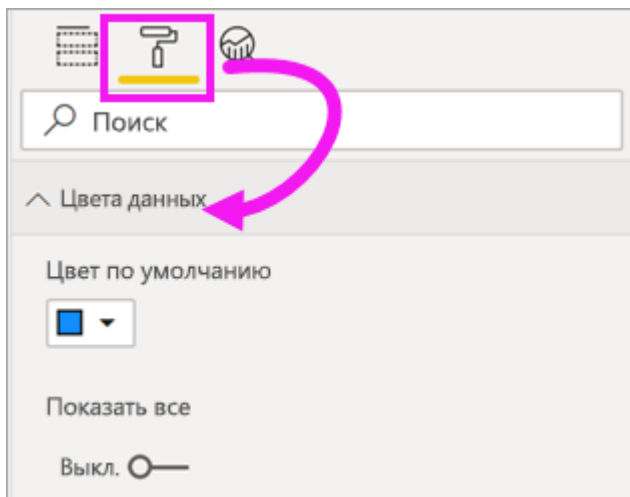 Поиск
Цвета данных
Цвет по умолчанию
Показать все
Выкл.